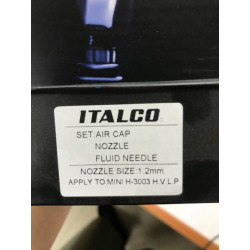 ITALCO
SET AIR CAP
NOZZLE
FLUID NEEDLE
NOZZLE SIZE:1.2mm
APPLY TO MINI H-3003 H.V.L.P